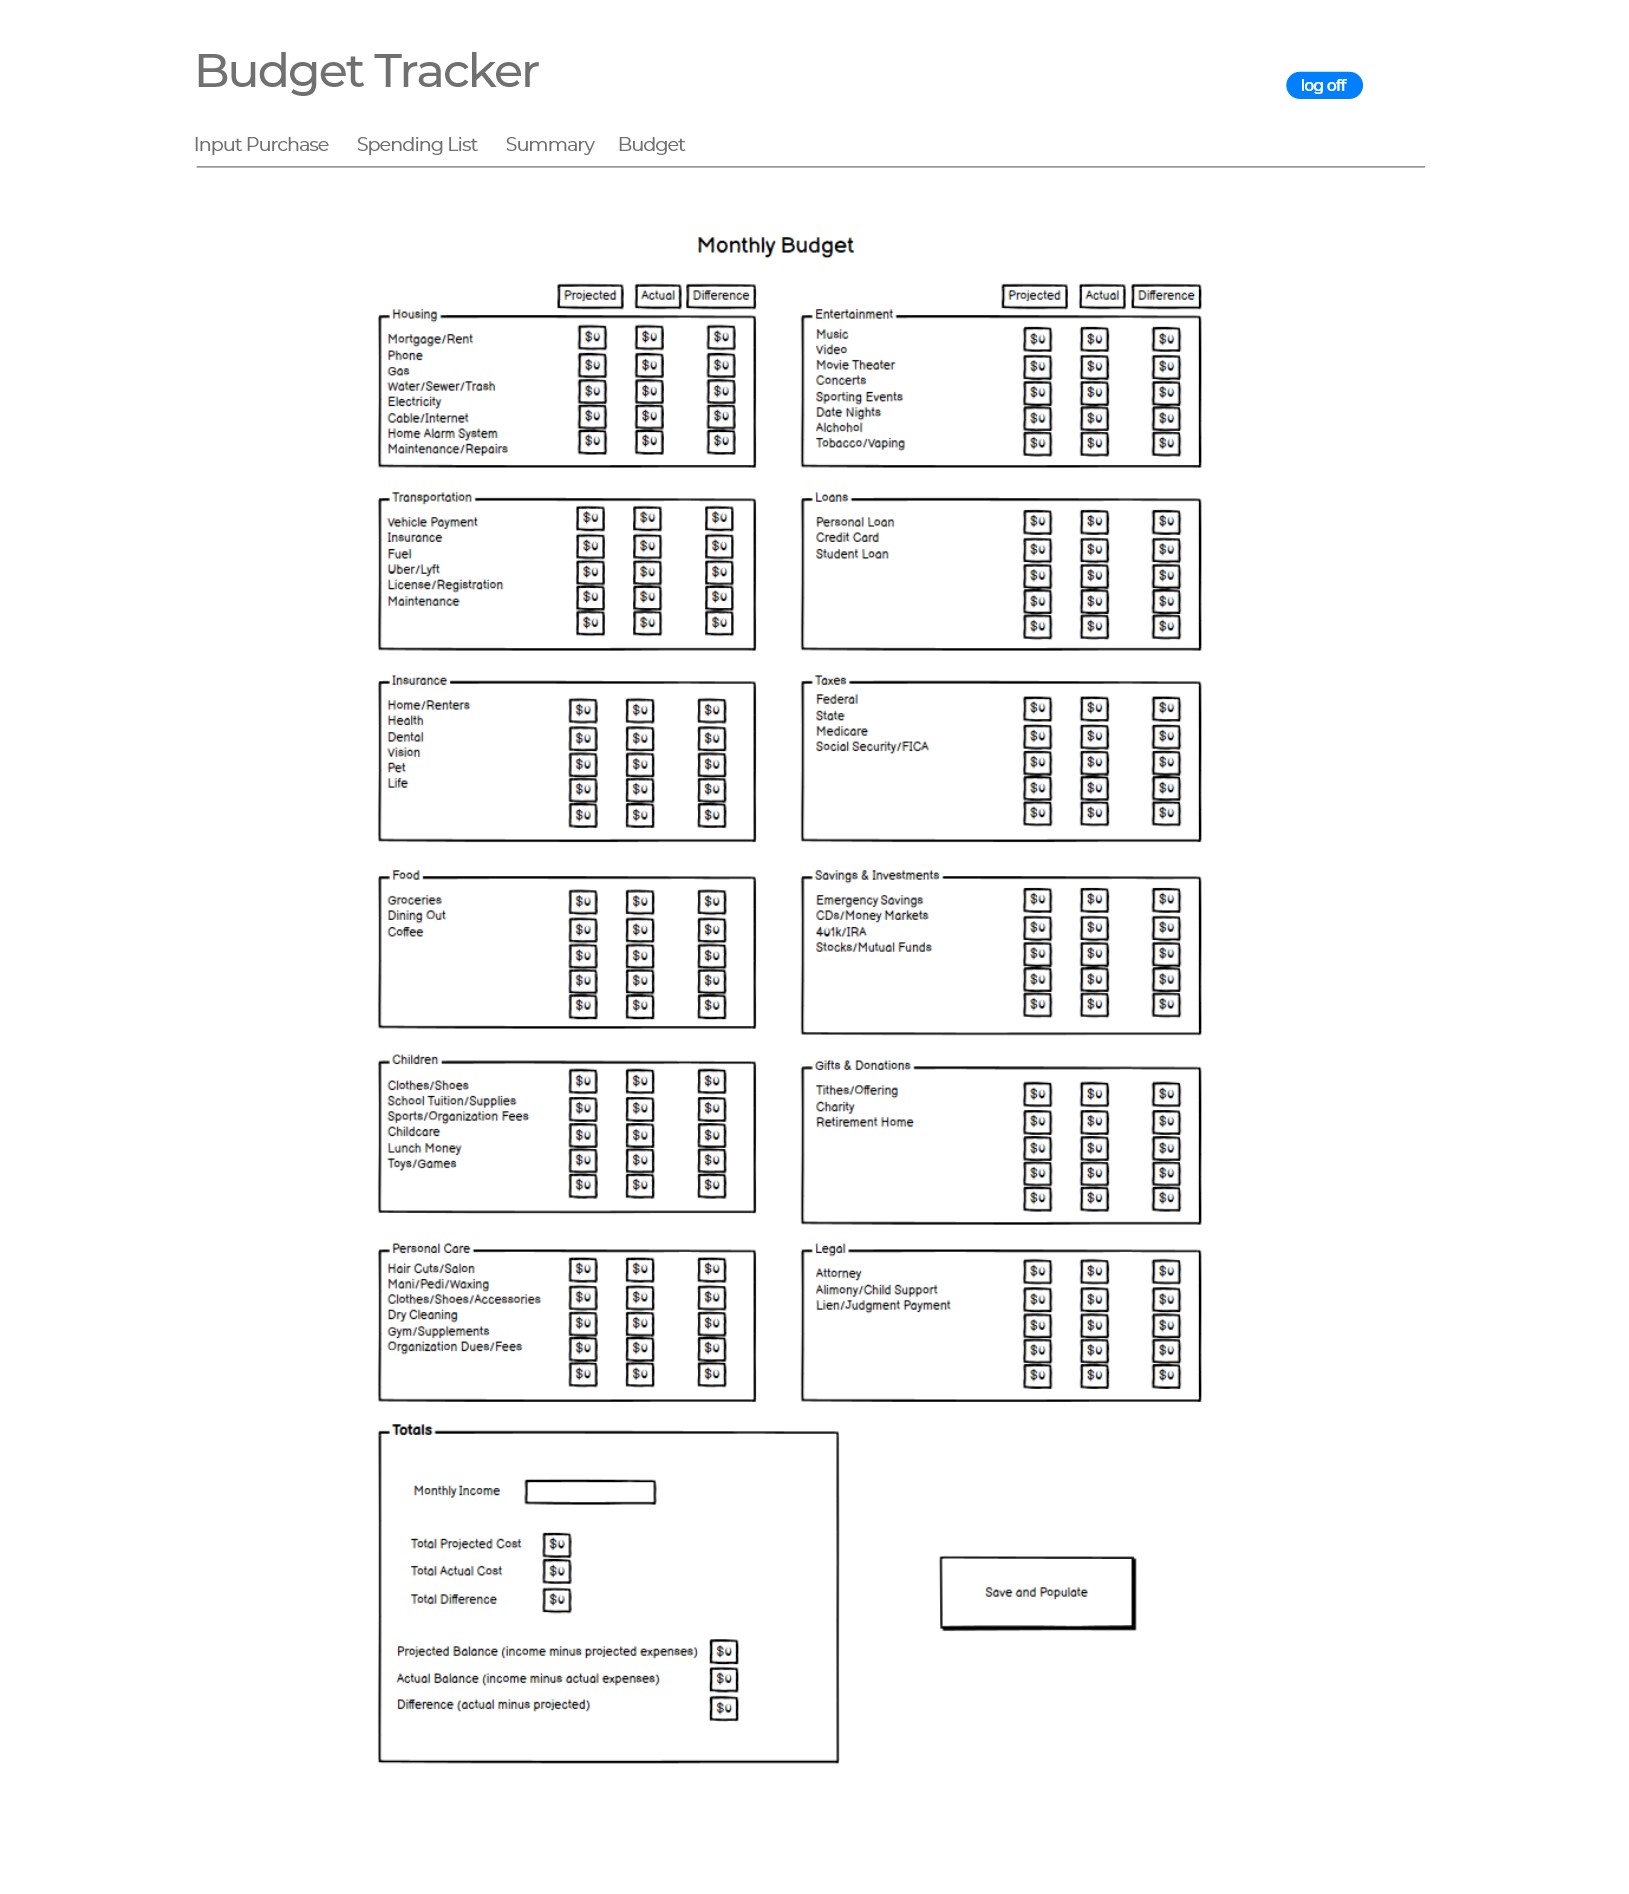 Budget Tracker
log off
Input Purchase Spending List Summary Budget
Monthly Budget
Projected Actual Difference
Housing
Mortgage/Rent
Phone
Gas
Water/Sewer/Trash
Electricity
Cable/Internet
Home Alarm System
Maintenance/Repairs
$0 $0 $0
$0 $0 $0
$0 $0 $0
$0 $0 $0
$0 $0 $0
Transportation
Vehicle Payment
Insurance
Fuel
Uber/Lyft
License/Registration
Maintenance
$0 $0 $0
$0 $0 $0
$0 $0 $0
$0 $0 $0
$0 $0 $0
Insurance
Home/Renters
Health
Dental
Vision
Pet
Life
$0 $0 $0
$0 $0 $0
$0 $0 $0
$0 $0 $0
$0 $0 $0
Food
Groceries
Dining Out
Coffee
$0 $0 $0
$0 $0 $0
$0 $0 $0
$0 $0 $0
$0 $0 $0
Children
Clothes/Shoes
School Tuition/Supplies
Sports/Organization Fees
Childcare
Lunch Money
Toys/Games
$0 $0 $0
$0 $0 $0
$0 $0 $0
$0 $0 $0
$0 $0 $0
Personal Care
Hair Cuts/Salon
Mani/Pedi/Waxing
Clothes/Shoes/Accessories
Dry Cleaning
Gym/Supplements
Organization Dues/Fees
$0 $0 $0
$0 $0 $0
$0 $0 $0
$0 $0 $0
$0 $0 $0
Projected Actual Difference
Entertainment
Music
Video
Movie Theater
Concerts
Sporting Events
Date Nights
Alchohol
Tobacco/Vaping
$0 $0 $0
$0 $0 $0
$0 $0 $0
$0 $0 $0
$0 $0 $0
Loans
Personal Loan
Credit Card
Student Loan
$0 $0 $0
$0 $0 $0
$0 $0 $0
$0 $0 $0
$0 $0 $0
Taxes
Federal
State
Medicare
Social Security/FICA
$0 $0 $0
$0 $0 $0
$0 $0 $0
$0 $0 $0
$0 $0 $0
Savings & Investments
Emergency Savings
CDs/Money Markets
401k/IRA
Stocks/Mutual Funds
$0 $0 $0
$0 $0 $0
$0 $0 $0
$0 $0 $0
$0 $0 $0
Gifts & Donations
Tithes/Offering
Charity
Retirement Home
$0 $0 $0
$0 $0 $0
$0 $0 $0
$0 $0 $0
$0 $0 $0
Legal
Attorney
Alimony/Child Support
Lien/Judgment Payment
$0 $0 $0
$0 $0 $0
$0 $0 $0
$0 $0 $0
$0 $0 $0
Totals
Monthly Income
Total Projected Cost $0
Total Actual Cost $0
Total Difference $0
Projected Balance (income minus projected expenses) $0
Actual Balance (income minus actual expenses) $0
Difference (actual minus projected) $0
Save and Populate